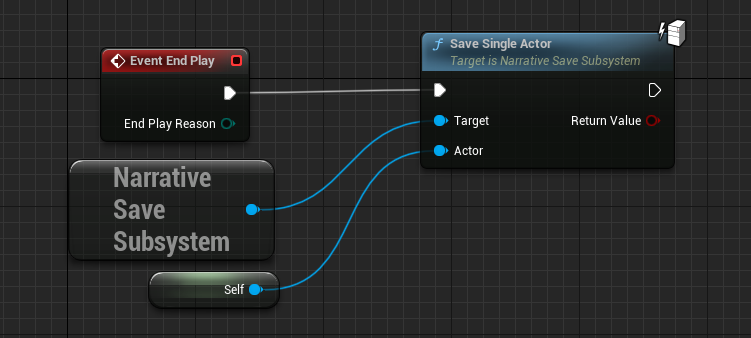 Event End Play
End Play Reason
Narrative
Save
Subsystem
Self
Save Single Actor
Target is Narrative Save Subsystem
Target
Return Value
Actor